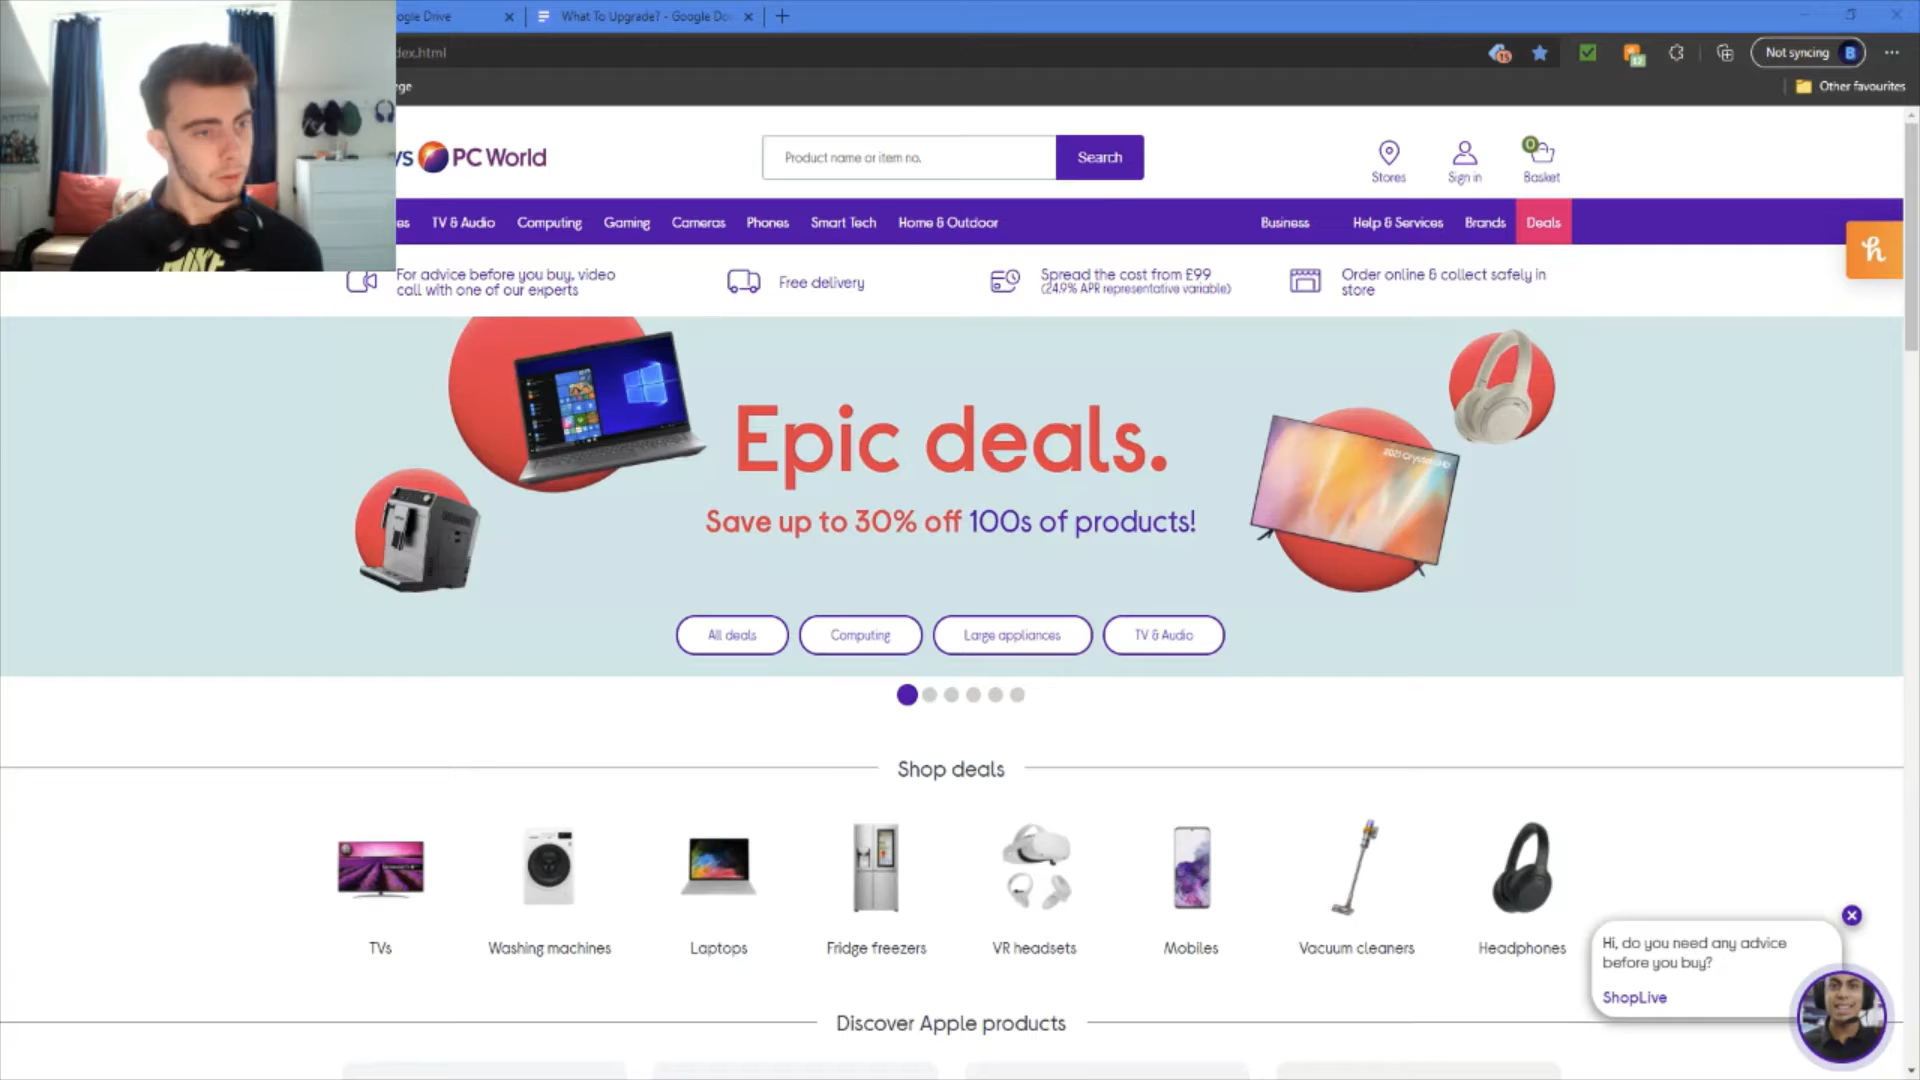 ogle Drive
What To Upgrade? - Google Do
dex.html
15
12
Not syncing
B
ge
Other favourites
ys PC World
Product name or item no.
Search
Stores
Sign in
0
Basket
es
TV & Audio
Computing
Gaming
Cameras
Phones
Smart Tech
Home & Outdoor
Business
Help & Services
Brands
Deals
h
For advice before you buy, video
call with one of our experts
Free delivery
Spread the cost from £99
(24.9% APR representative variable)
Order online & collect safely in
store
Epic deals.
Save up to 30% off 100s of products!
All deals
Computing
Large appliances
TV & Audio
Shop deals
TVs
Washing machines
Laptops
Fridge freezers
VR headsets
Mobiles
Vacuum cleaners
Headphones
Hi, do you need any advice
before you buy?
ShopLive
Discover Apple products